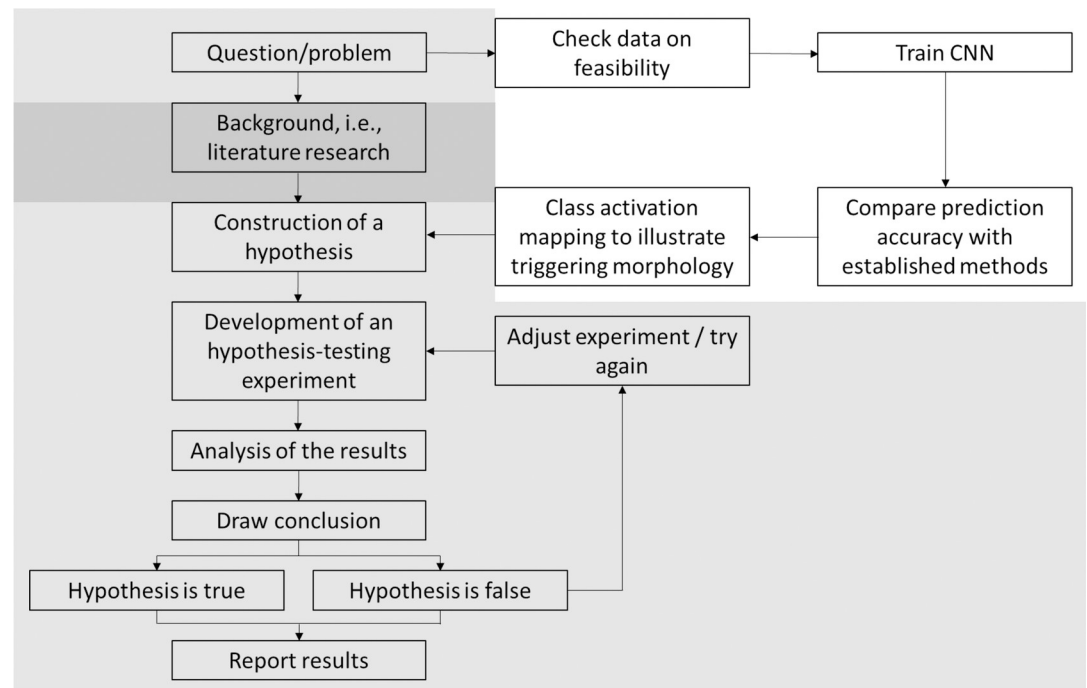 Question/problem
Check data on
feasibility
Train CNN
Background, i.e.,
literature research
Construction of a
hypothesis
Class activation
mapping to illustrate
triggering morphology
Compare prediction
accuracy with
established methods
Development of an
hypothesis-testing
experiment
Adjust experiment / try
again
Analysis of the results
Draw conclusion
Hypothesis is true
Hypothesis is false
Report results